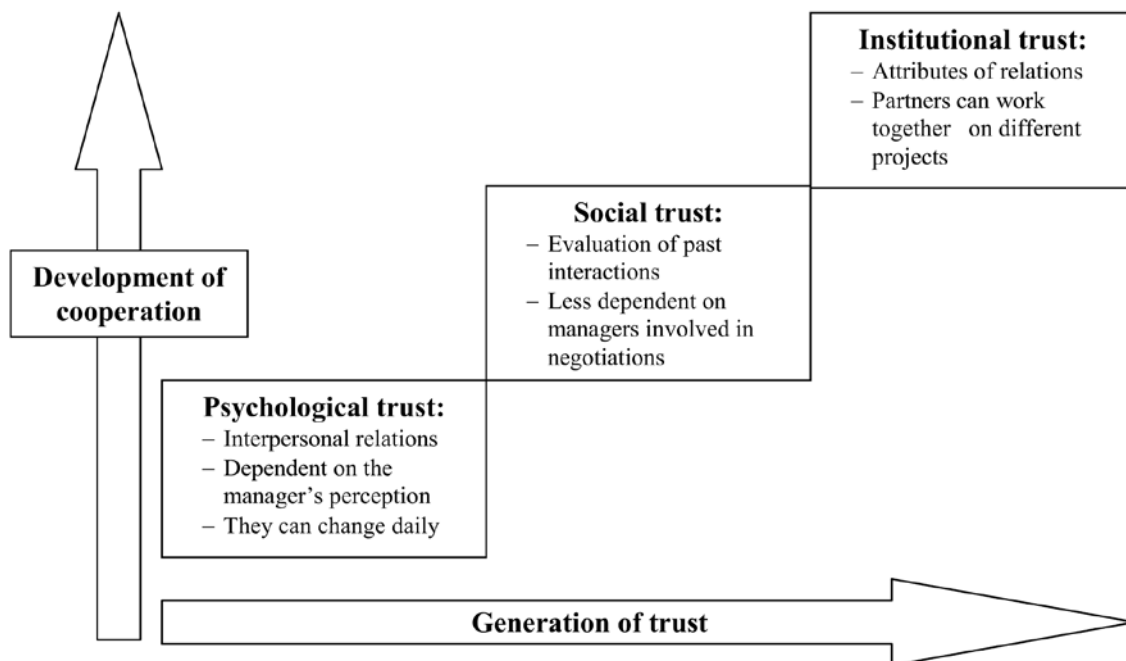 Institutional trust:
– Attributes of relations
– Partners can work
together on different
projects
Social trust:
– Evaluation of past
interactions
– Less dependent on
managers involved in
negotiations
Development of
cooperation
Psychological trust:
– Interpersonal relations
– Dependent on the
manager’s perception
– They can change daily
Generation of trust